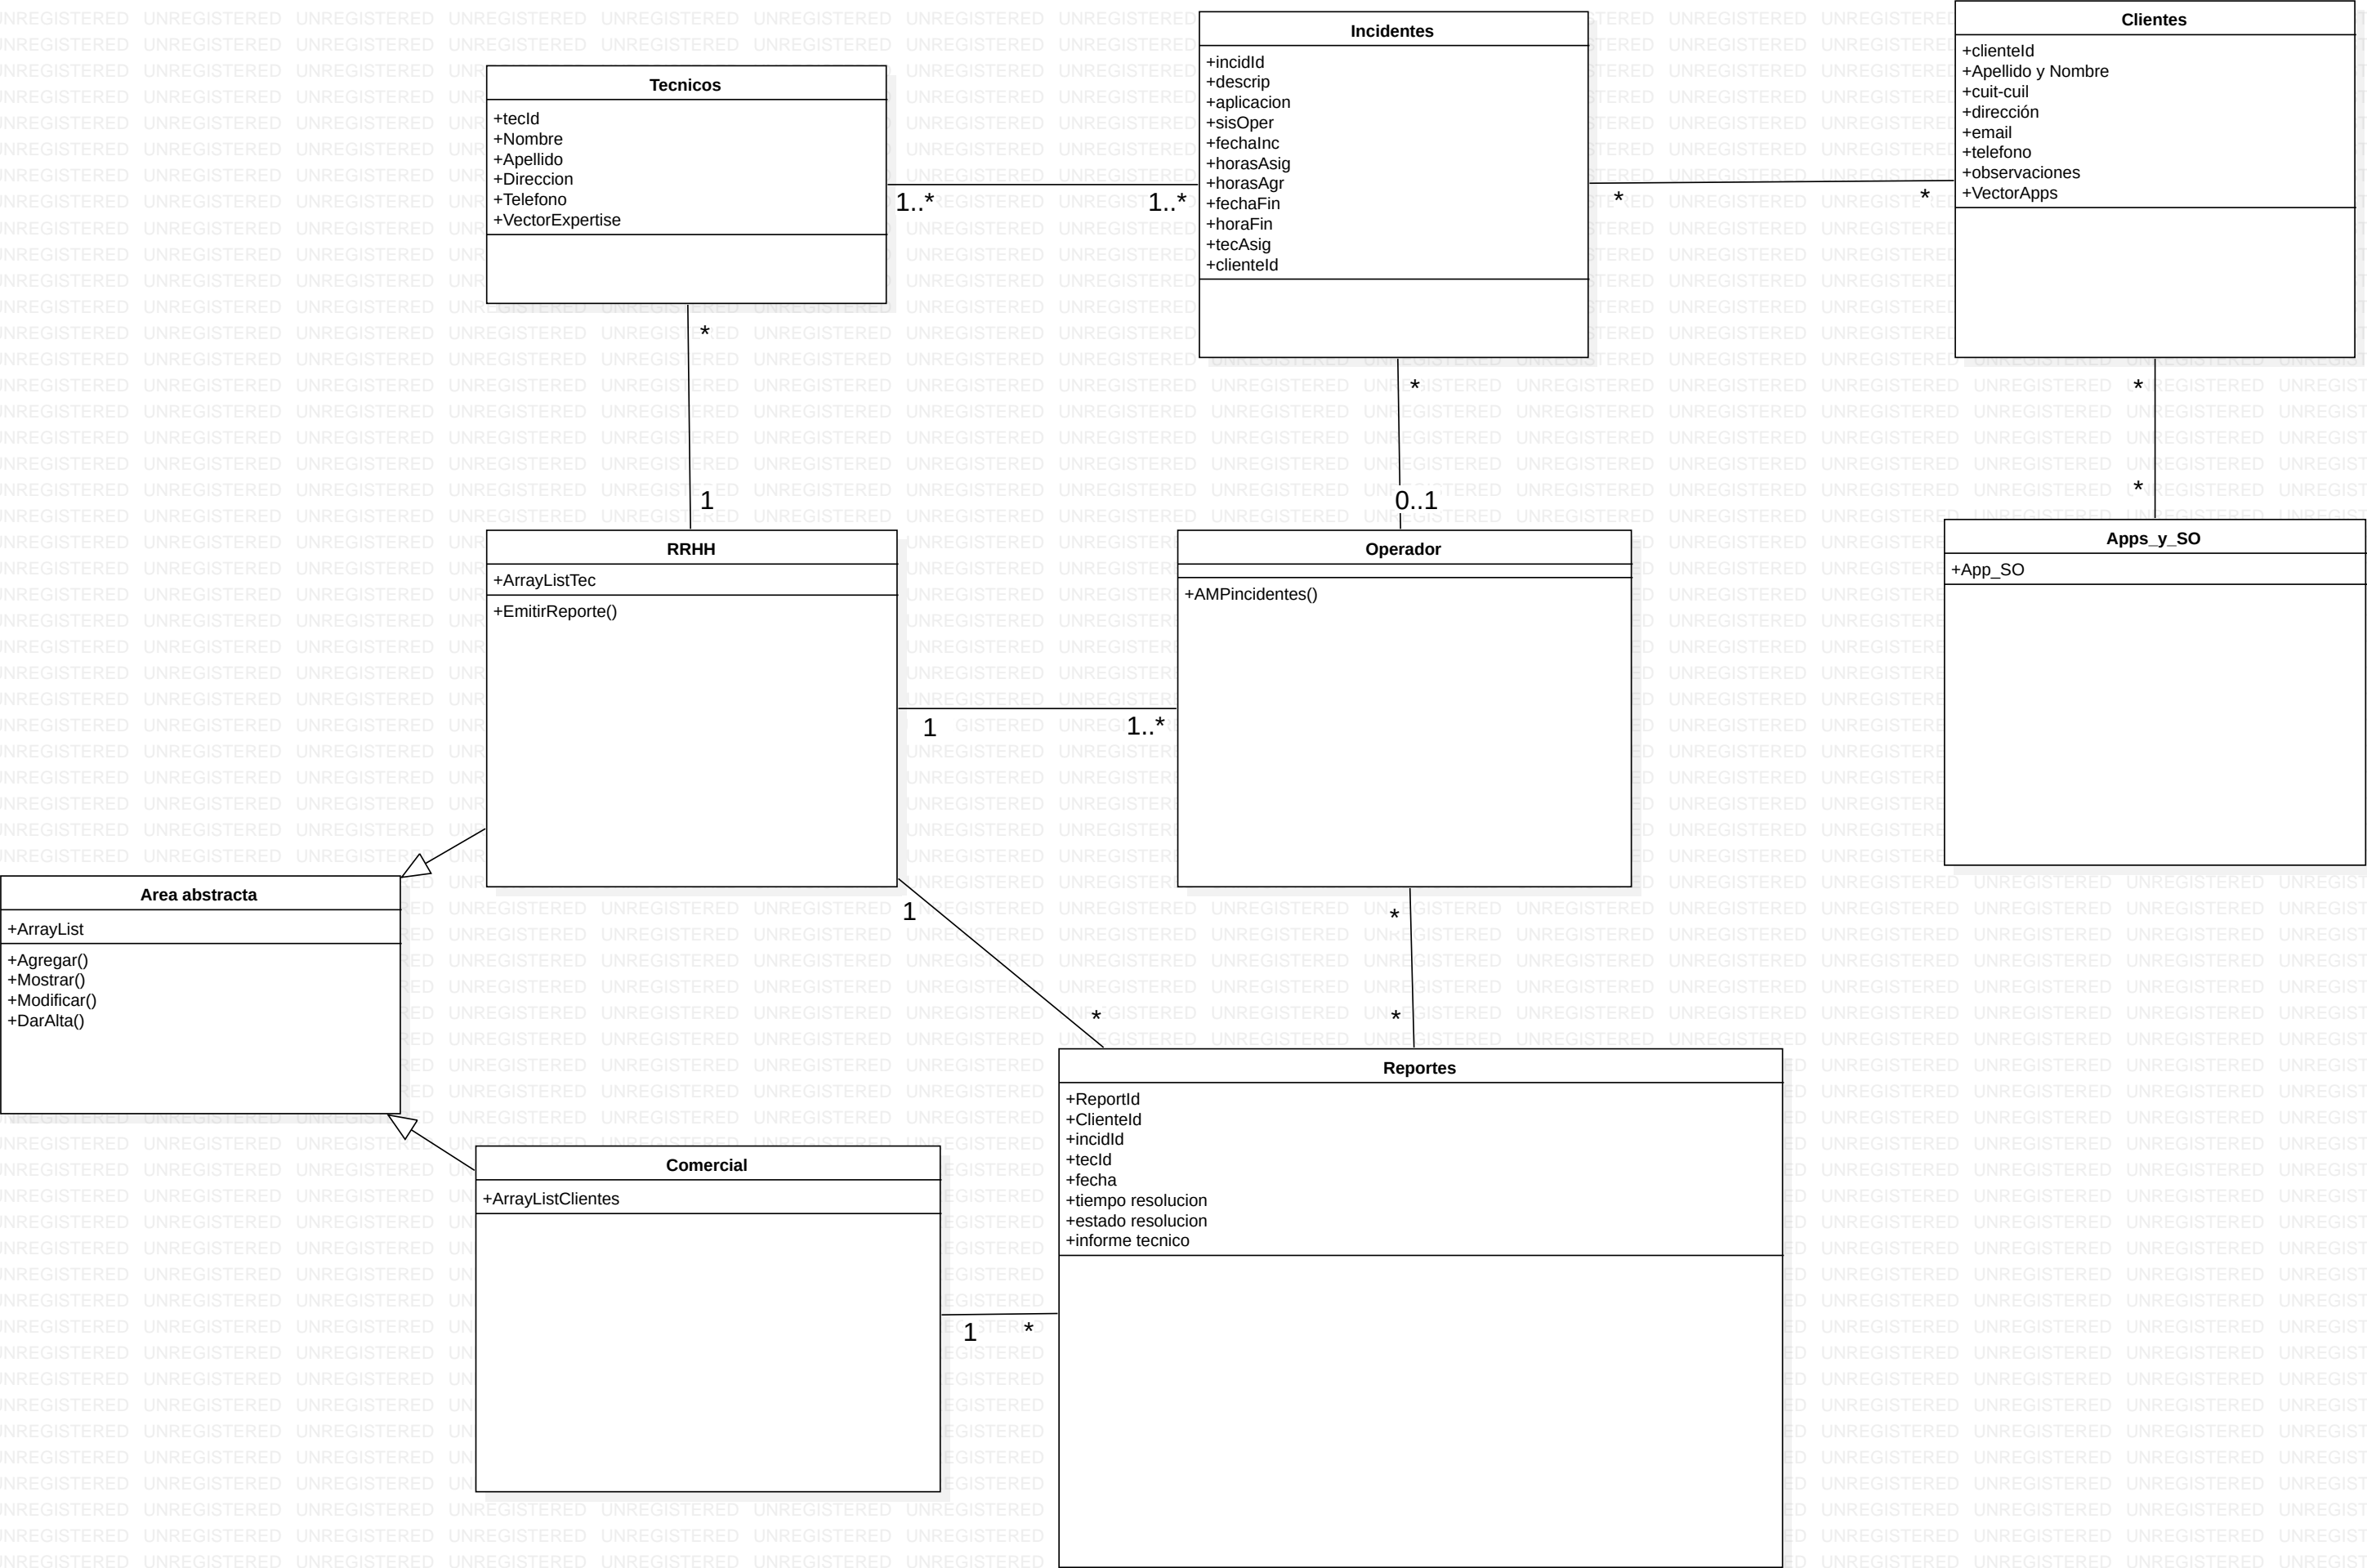 Tecnicos
+tecId
+Nombre
+Apellido
+Direccion
+Telefono
+VectorExpertise
1..*
1..*
Incidentes
+incidId
+descrip
+aplicacion
+sisOper
+fechaInc
+horasAsig
+horasAgr
+fechaFin
+horaFin
+tecAsig
+clienteId
*
*
Clientes
+clienteId
+Apellido y Nombre
+cuit-cuil
+dirección
+email
+telefono
+observaciones
+VectorApps
*
1
*
0..1
*
*
RRHH
+ArrayListTec
+EmitirReporte()
1
1..*
Operador
+AMPincidentes()
Apps_y_SO
+App_SO
Area abstracta
+ArrayList
+Agregar()
+Mostrar()
+Modificar()
+DarAlta()
1
*
*
*
Comercial
+ArrayListClientes
1
*
Reportes
+ReportId
+ClienteId
+incidId
+tecId
+fecha
+tiempo resolucion
+estado resolucion
+informe tecnico
UNREGISTERED